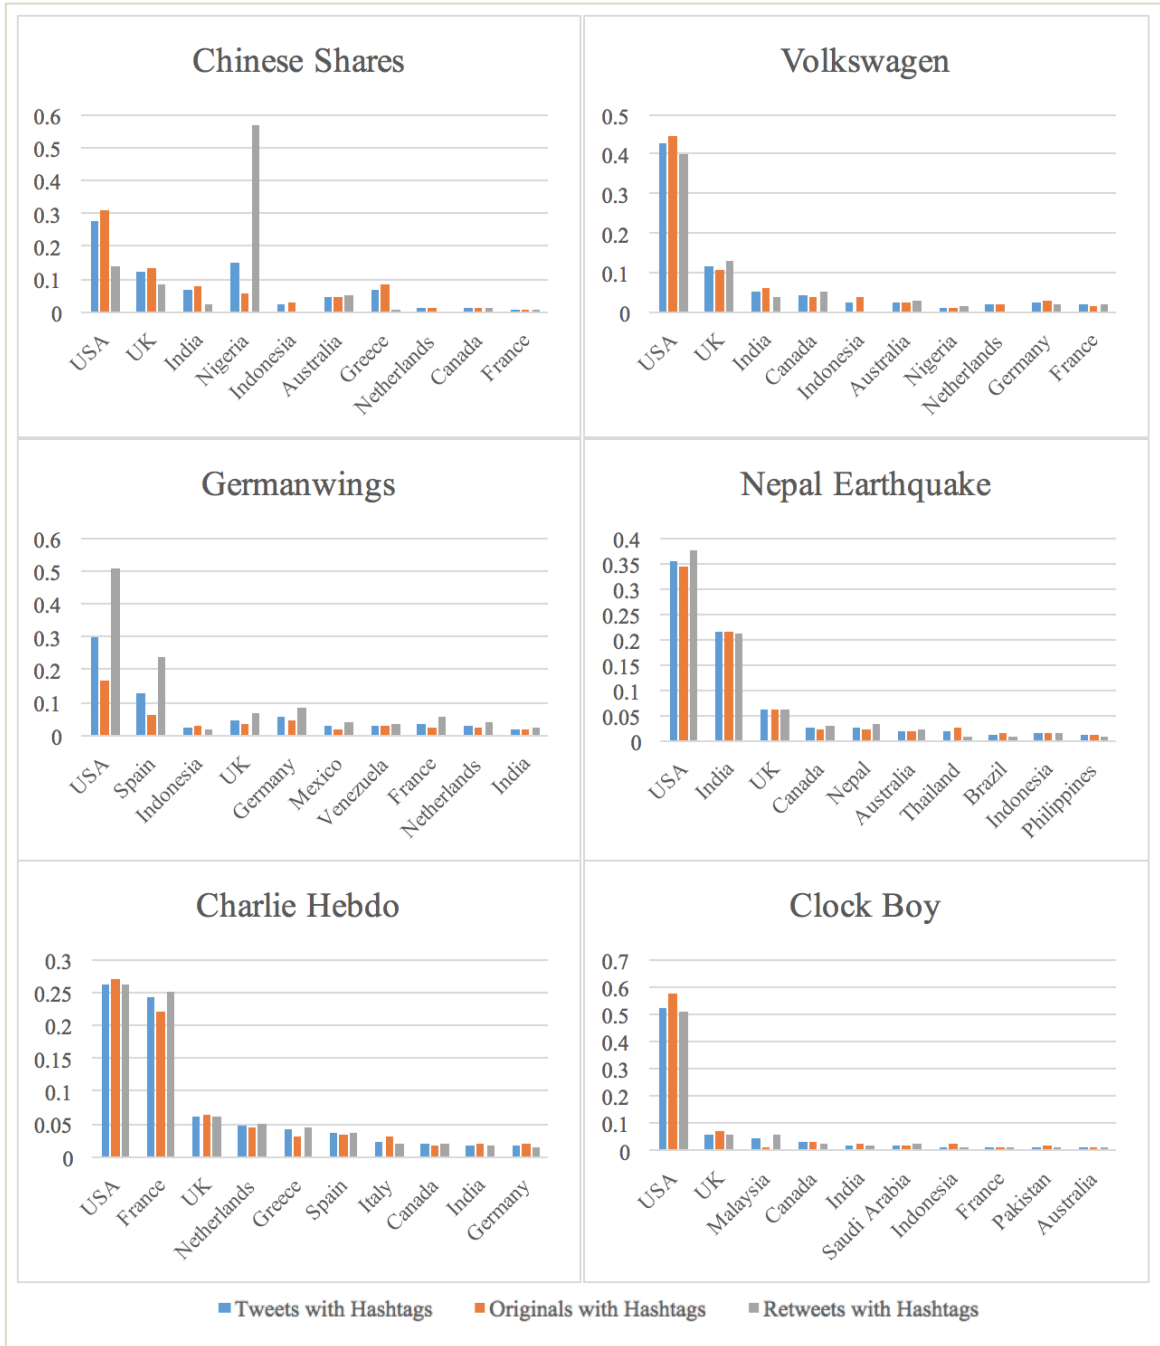 Chinese Shares
0.6
0.5
0.4
0.3
0.2
0.1
0
USA
UK
India
Nigeria
Indonesia
Australia
Greece
Netherlands
Canada
France
Volkswagen
0.5
0.4
0.3
0.2
0.1
0
USA
UK
India
Canada
Indonesia
Australia
Nigeria
Netherlands
Germany
France
Germanwings
0.6
0.5
0.4
0.3
0.2
0.1
0
USA
Spain
Indonesia
UK
Germany
Mexico
Venezuela
France
Netherlands
India
Nepal Earthquake
0.4
0.35
0.3
0.25
0.2
0.15
0.1
0.05
0
USA
India
UK
Canada
Nepal
Australia
Thailand
Brazil
Indonesia
Philippines
Charlie Hebdo
0.3
0.25
0.2
0.15
0.1
0.05
0
USA
France
UK
Netherlands
Greece
Spain
Italy
Canada
India
Germany
Clock Boy
0.7
0.6
0.5
0.4
0.3
0.2
0.1
0
USA
UK
Malaysia
Canada
India
Saudi Arabia
Indonesia
France
Pakistan
Australia
Tweets with Hashtags Originals with Hashtags Retweets with Hashtags